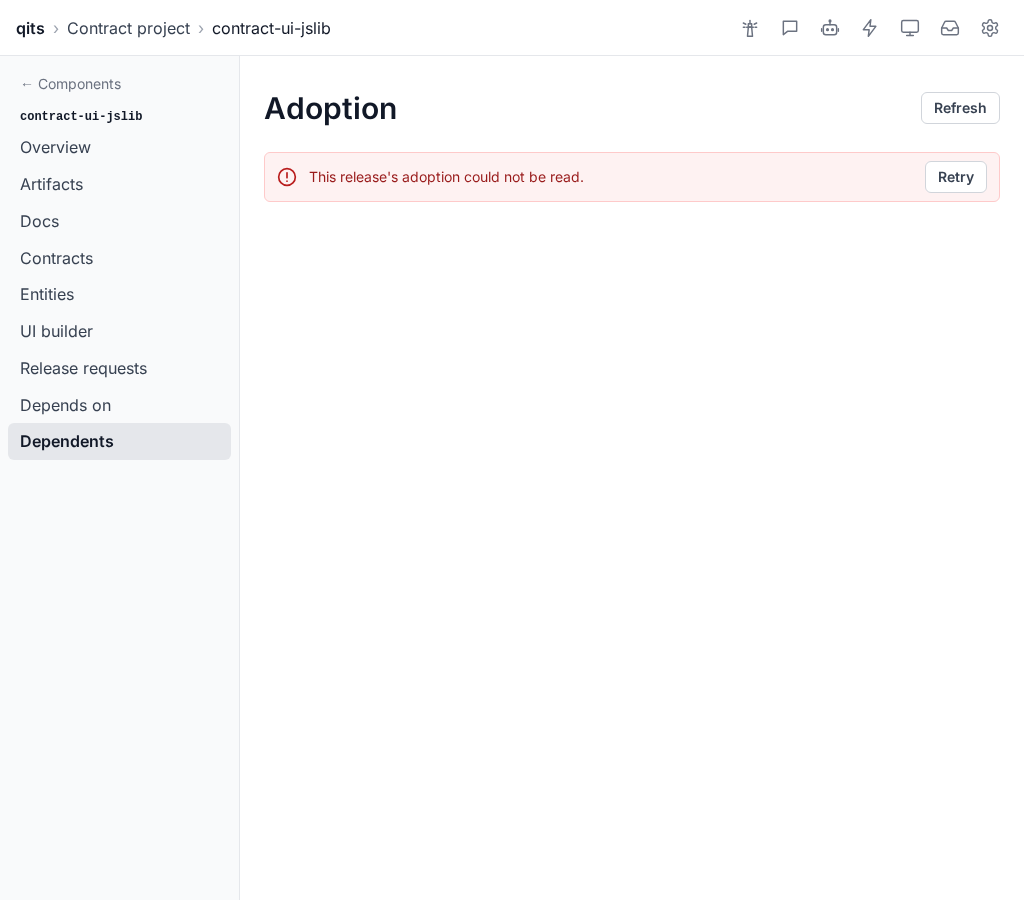 qits › Contract project › contract-ui-jslib
← Components
contract-ui-jslib
Overview
Artifacts
Docs
Contracts
Entities
UI builder
Release requests
Depends on
Dependents
Adoption
Refresh
This release's adoption could not be read.
Retry